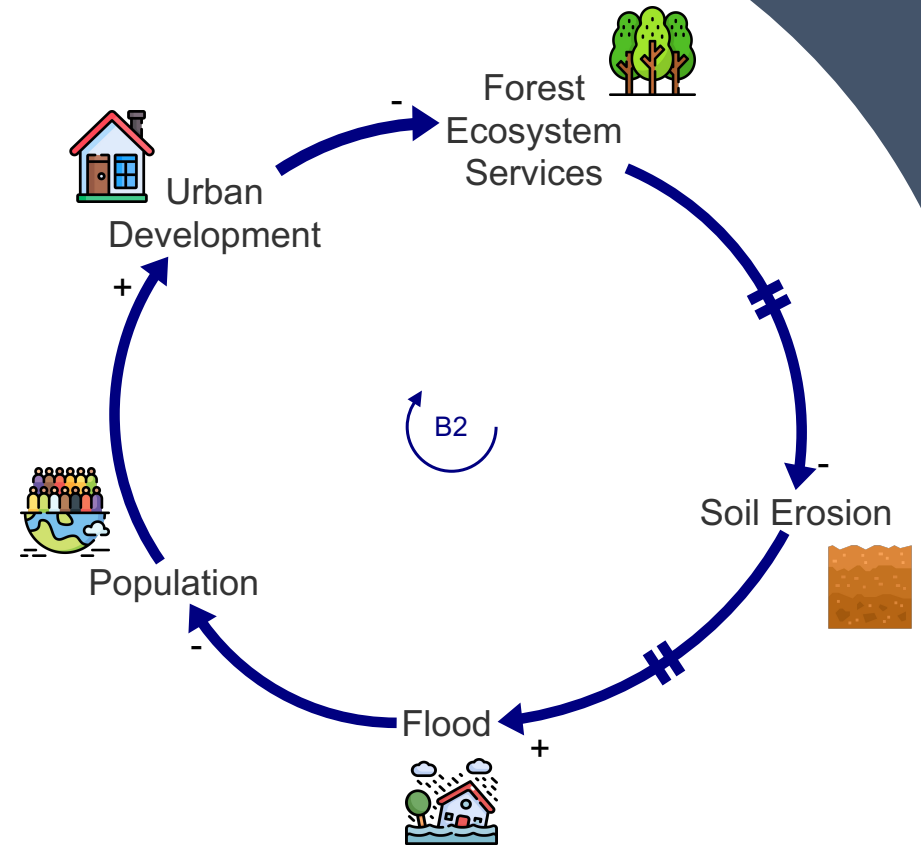 -
Forest
Ecosystem
Services
Urban
Development
+
B2
-
Soil Erosion
Population
-
Flood
+